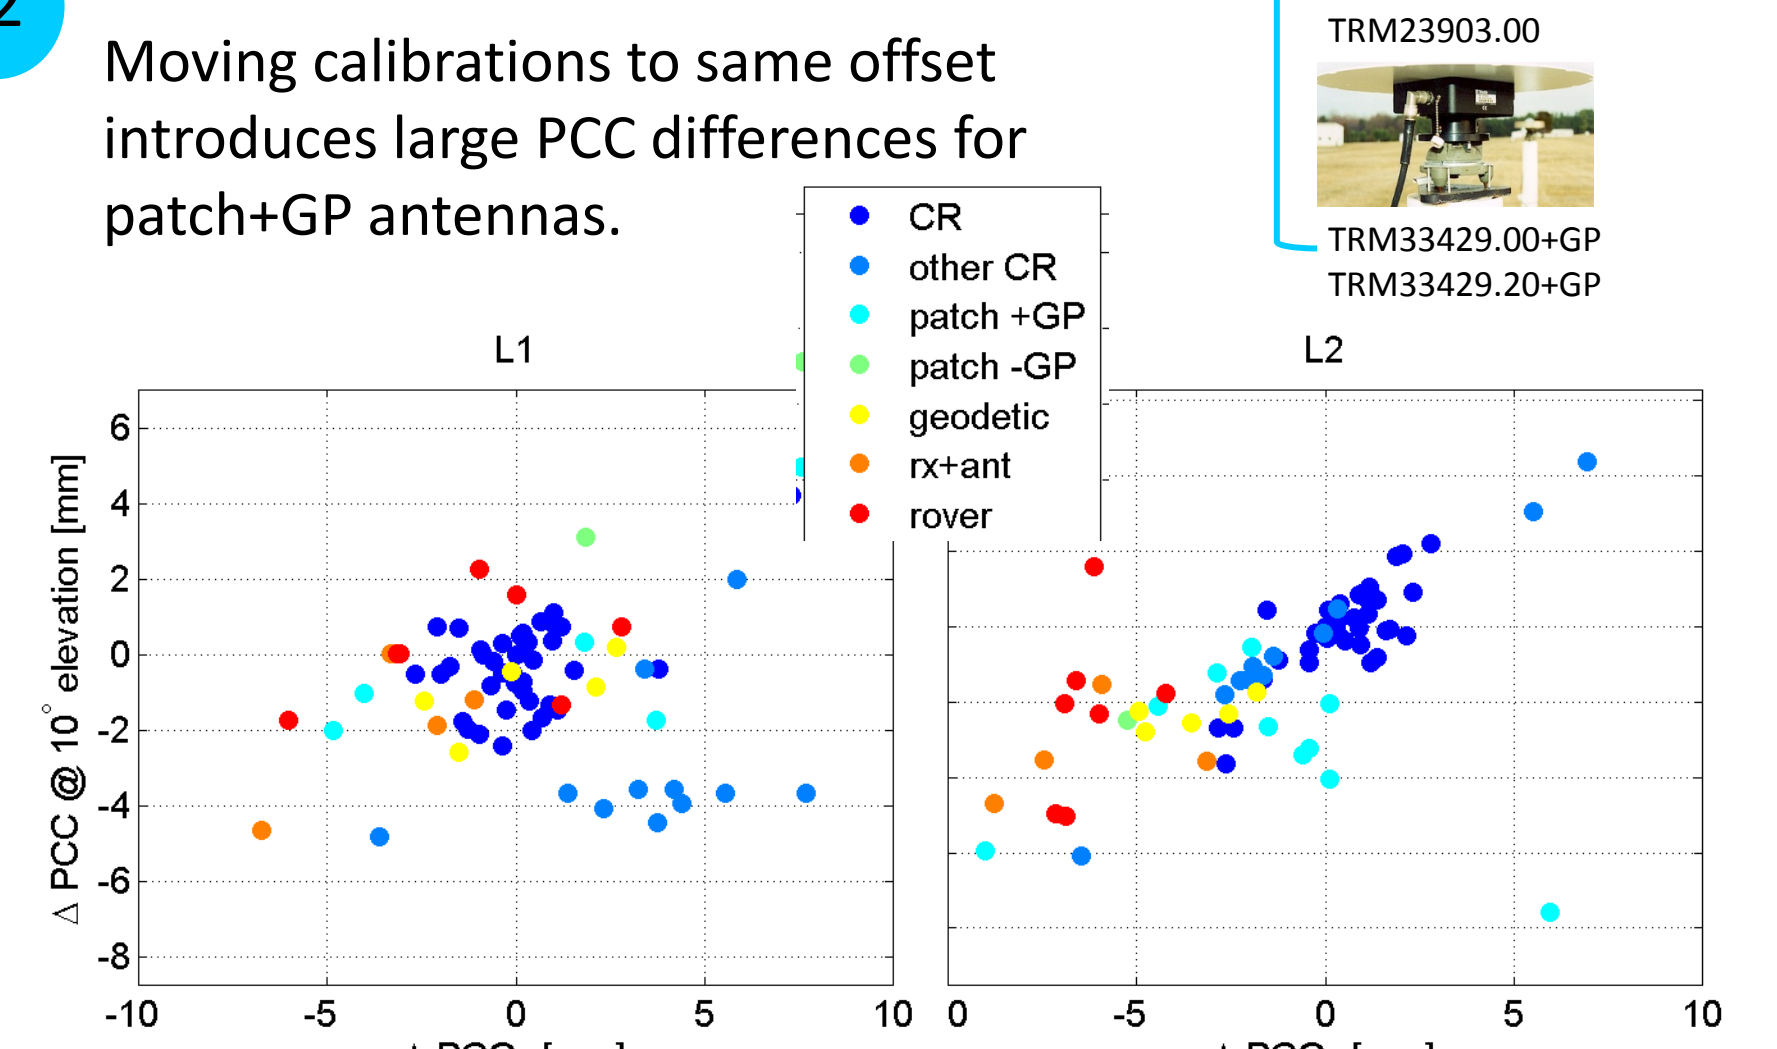 2
Moving calibrations to same offset
introduces large PCC differences for
patch+GP antennas.
TRM23903.00
TRM33429.00+GP
TRM33429.20+GP
CR
other CR
patch +GP
patch -GP
geodetic
rx+ant
rover
L1
L2
Δ PCC @ 10° elevation [mm]
6
4
2
0
-2
-4
-6
-8
-10 -5 0 5 10
0 -5 0 5 10